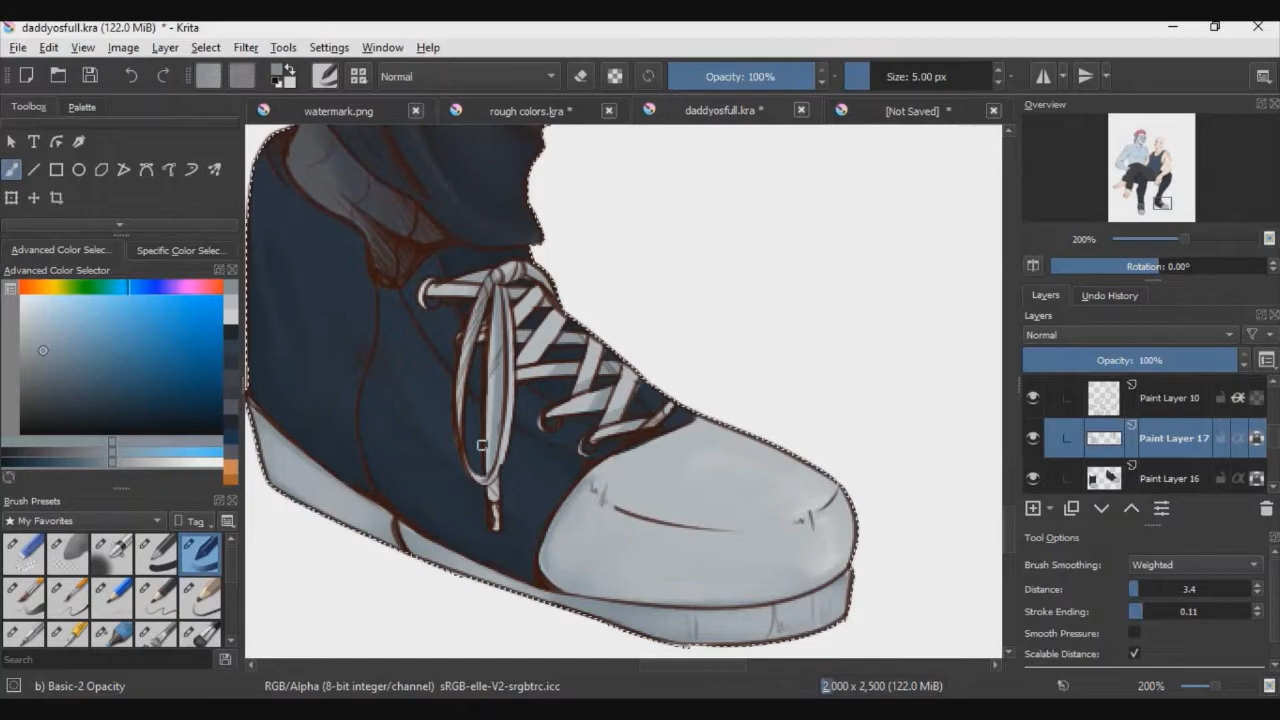 daddyosfull.kra (122.0 MiB) * - Krita
File Edit View Image Layer Select Filter Tools Settings Window Help
Normal Opacity: 100% Size: 5.00 px
Toolbox Palette
watermark.png rough colors.kra * daddyosfull.kra * [Not Saved] *
Overview
200%
Rotation: 0.00°
Advanced Color Selec... Specific Color Selec...
Advanced Color Selector
Layers Undo History
Layers
Normal
Opacity: 100%
Paint Layer 10
Paint Layer 17
Paint Layer 16
Brush Presets
My Favorites Tag
Search
Tool Options
Brush Smoothing: Weighted
Distance: 3.4
Stroke Ending: 0.11
Smooth Pressure:
Scalable Distance:
b) Basic-2 Opacity RGB/Alpha (8-bit integer/channel) sRGB-elle-V2-srgbtrc.icc 2,000 x 2,500 (122.0 MiB) 200%